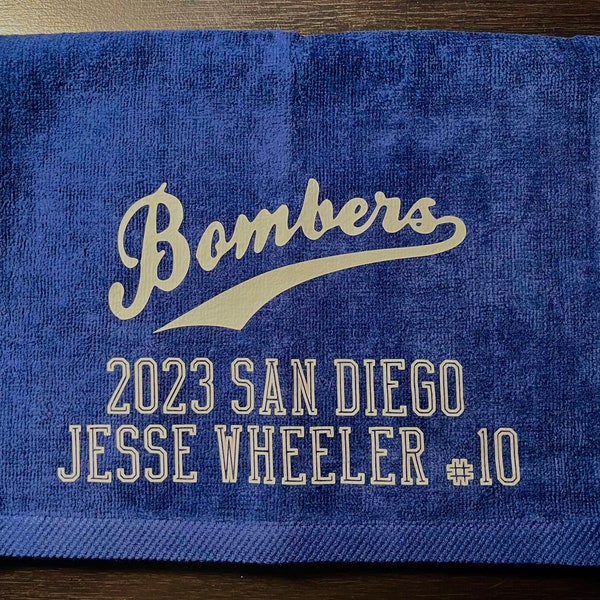 Bombers
2023 SAN DIEGO
JESSE WHEELER #10